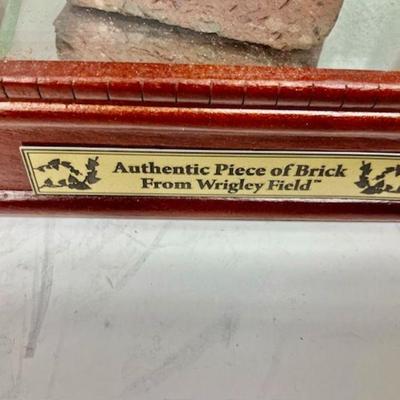 Authentic Piece of Brick
From Wrigley Field™